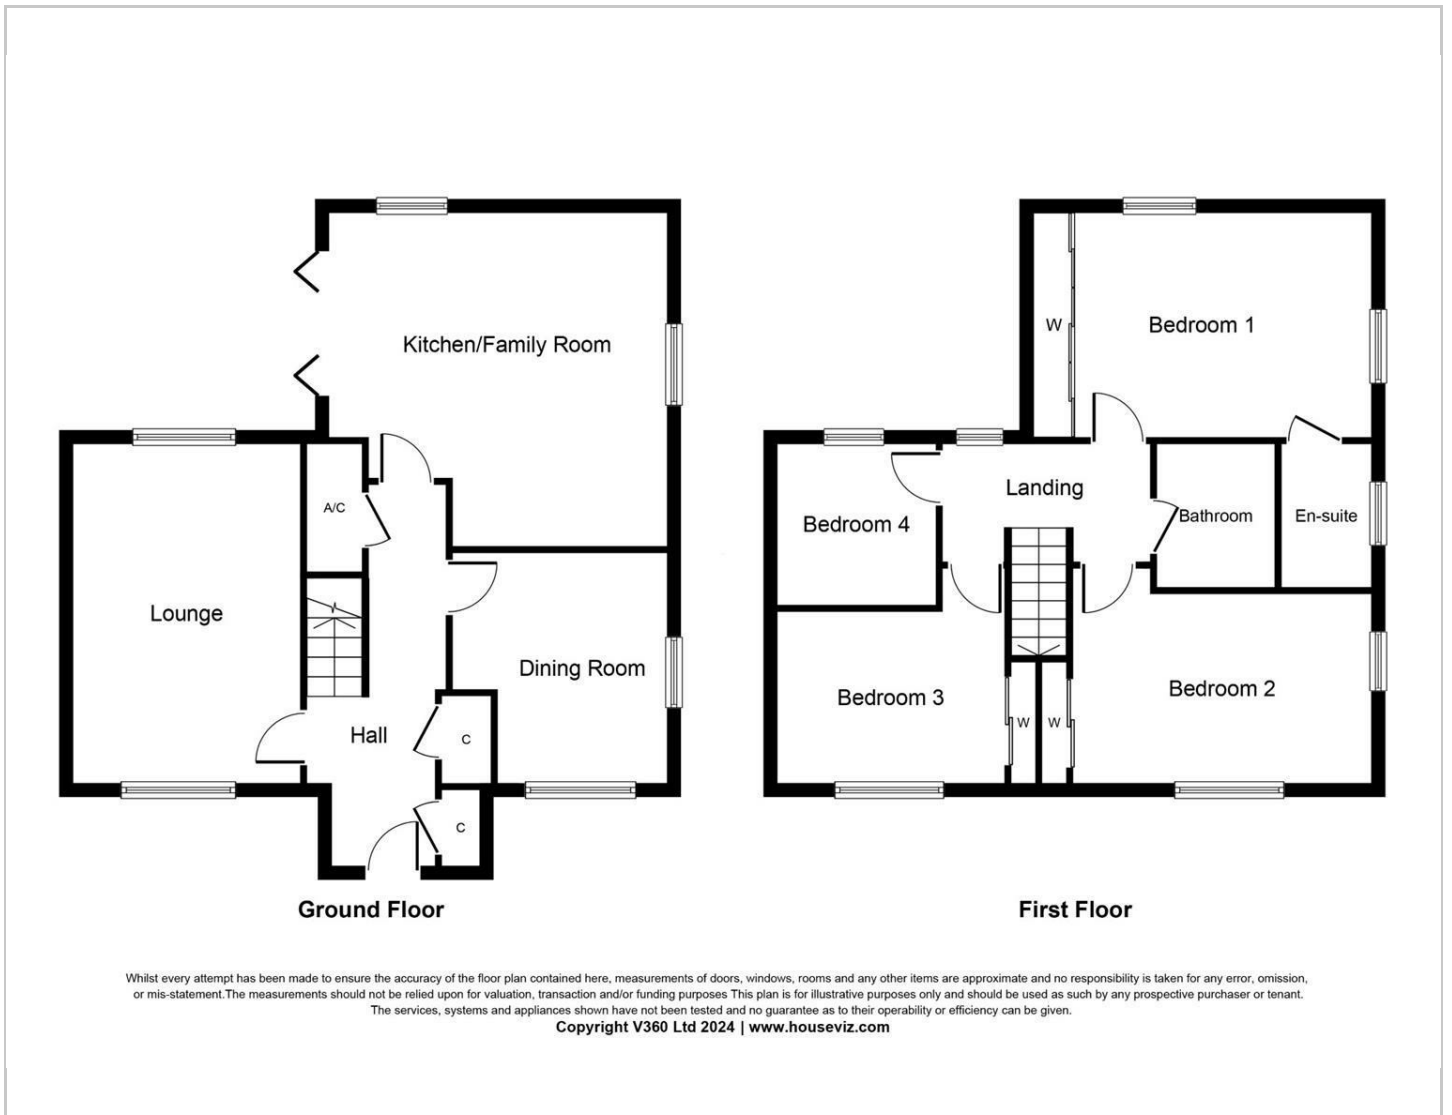 Kitchen/Family Room
A/C
Lounge
Dining Room
Hall
C
C
Ground Floor
W
Bedroom 1
Landing
Bedroom 4
Bathroom
En-suite
Bedroom 3
W
W
Bedroom 2
First Floor
Whilst every attempt has been made to ensure the accuracy of the floor plan contained here, measurements of doors, windows, rooms and any other items are approximate and no responsibility is taken for any error, omission,
or mis-statement.The measurements should not be relied upon for valuation, transaction and/or funding purposes This plan is for illustrative purposes only and should be used as such by any prospective purchaser or tenant.
The services, systems and appliances shown have not been tested and no guarantee as to their operability or efficiency can be given.
Copyright V360 Ltd 2024 | www.houseviz.com